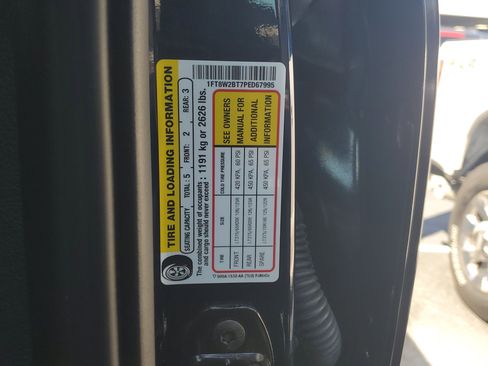 1FT8W2BT7PED67995
TIRE AND LOADING INFORMATION
SEATING CAPACITY TOTAL: 5 FRONT: 2 REAR: 3
The combined weight of occupants
and cargo should never exceed: 1191 kg or 2626 lbs.
TIRE SIZE COLD TIRE PRESSURE
FRONT 420 KPA, 60 PSI
REAR 450 KPA, 65 PSI
SPARE 450 KPA, 65 PSI
SEE OWNERS
MANUAL FOR
ADDITIONAL
INFORMATION